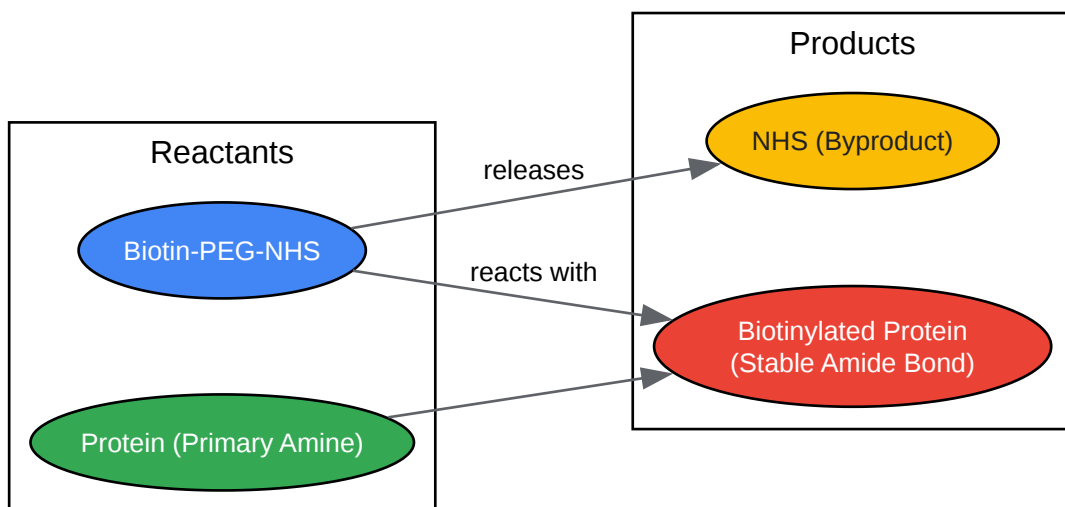 Reactants
Biotin-PEG-NHS
Protein (Primary Amine)
releases
reacts with
Products
NHS (Byproduct)
Biotinylated Protein
(Stable Amide Bond)